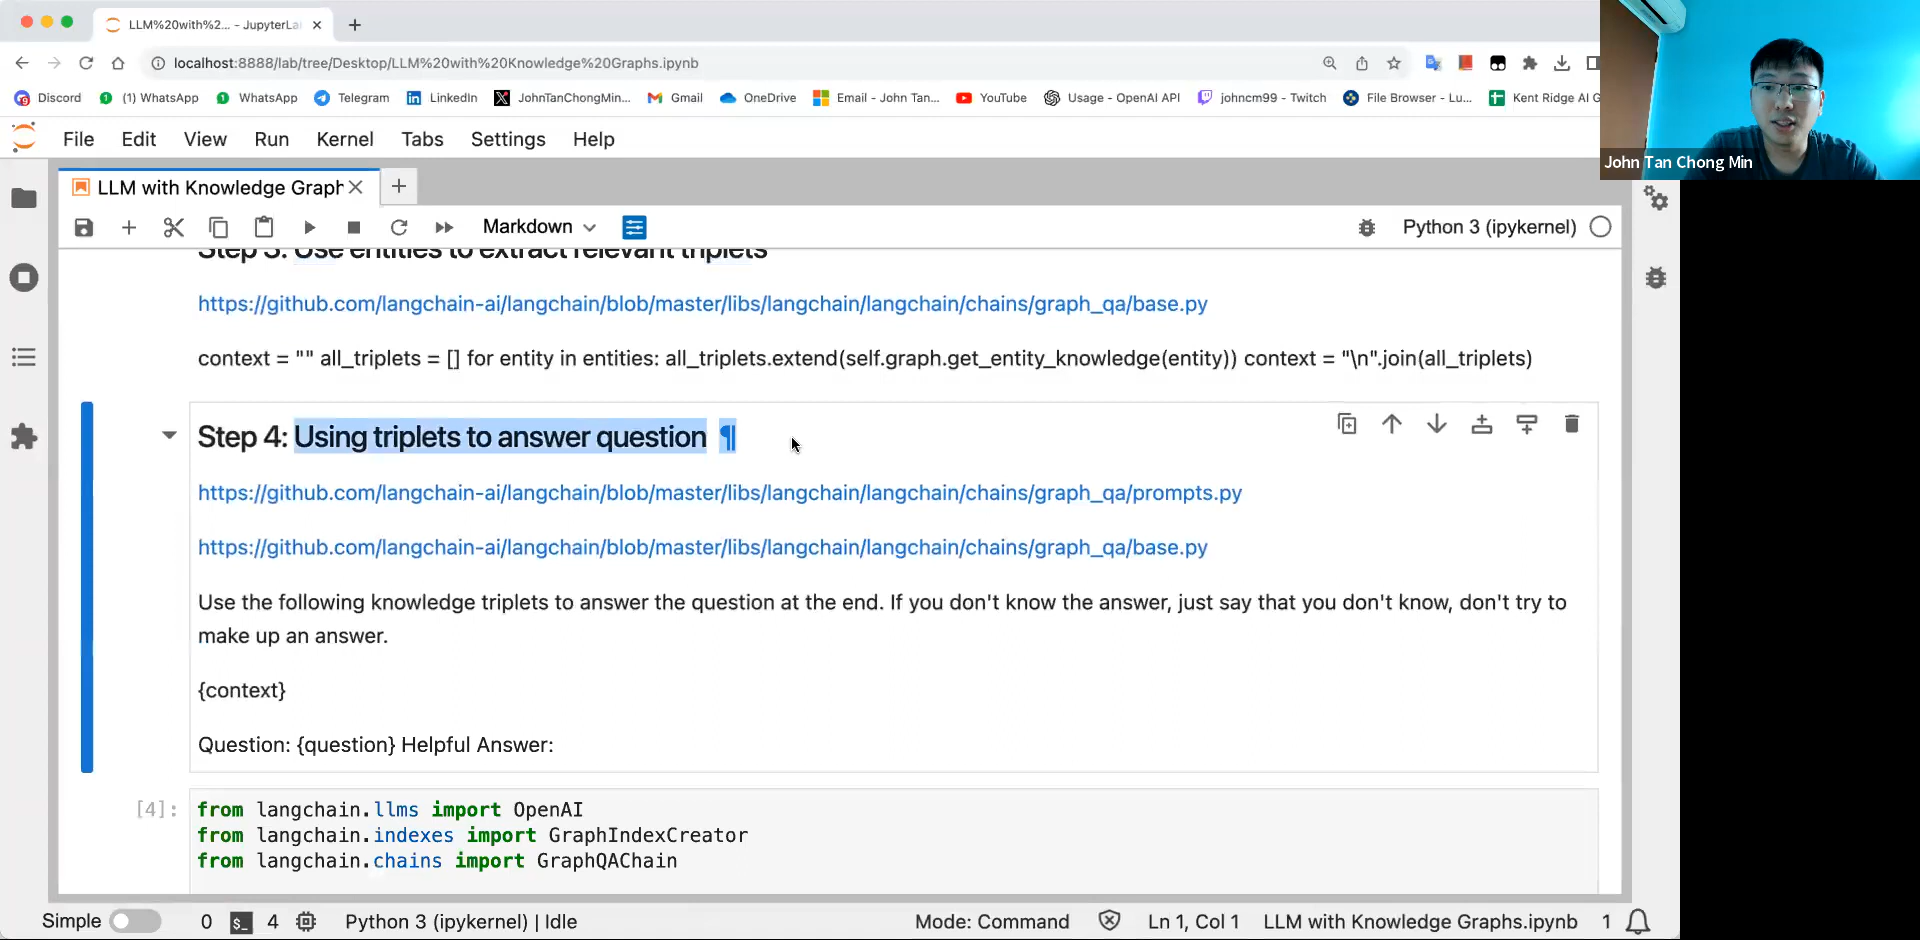 LLM%20with%2... - JupyterLa
localhost:8888/lab/tree/Desktop/LLM%20with%20Knowledge%20Graphs.ipynb
Discord (1) WhatsApp WhatsApp Telegram LinkedIn JohnTanChongMin... Gmail OneDrive Email - John Tan... YouTube Usage - OpenAI API johncm99 - Twitch File Browser - Lu... Kent Ridge AI G
File Edit View Run Kernel Tabs Settings Help
John Tan Chong Min
LLM with Knowledge Graph
Markdown Python 3 (ipykernel)
Step 3: Use entities to extract relevant triplets
https://github.com/langchain-ai/langchain/blob/master/libs/langchain/langchain/chains/graph_qa/base.py
context = "" all_triplets = [] for entity in entities: all_triplets.extend(self.graph.get_entity_knowledge(entity)) context = "\n".join(all_triplets)
Step 4: Using triplets to answer question ¶
https://github.com/langchain-ai/langchain/blob/master/libs/langchain/langchain/chains/graph_qa/prompts.py
https://github.com/langchain-ai/langchain/blob/master/libs/langchain/langchain/chains/graph_qa/base.py
Use the following knowledge triplets to answer the question at the end. If you don't know the answer, just say that you don't know, don't try to
make up an answer.
{context}
Question: {question} Helpful Answer:
[4]: from langchain.llms import OpenAI
from langchain.indexes import GraphIndexCreator
from langchain.chains import GraphQAChain
Simple 0 $_ 4 Python 3 (ipykernel) | Idle Mode: Command Ln 1, Col 1 LLM with Knowledge Graphs.ipynb 1